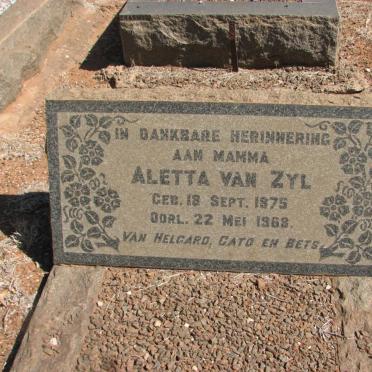 IN DANKBARE HERINNERING
AAN MAMMA
ALETTA VAN ZYL
GEB. 18 SEPT. 1875
OORL. 22 MEI 1968.
VAN HELGARD, CATO EN BETS.